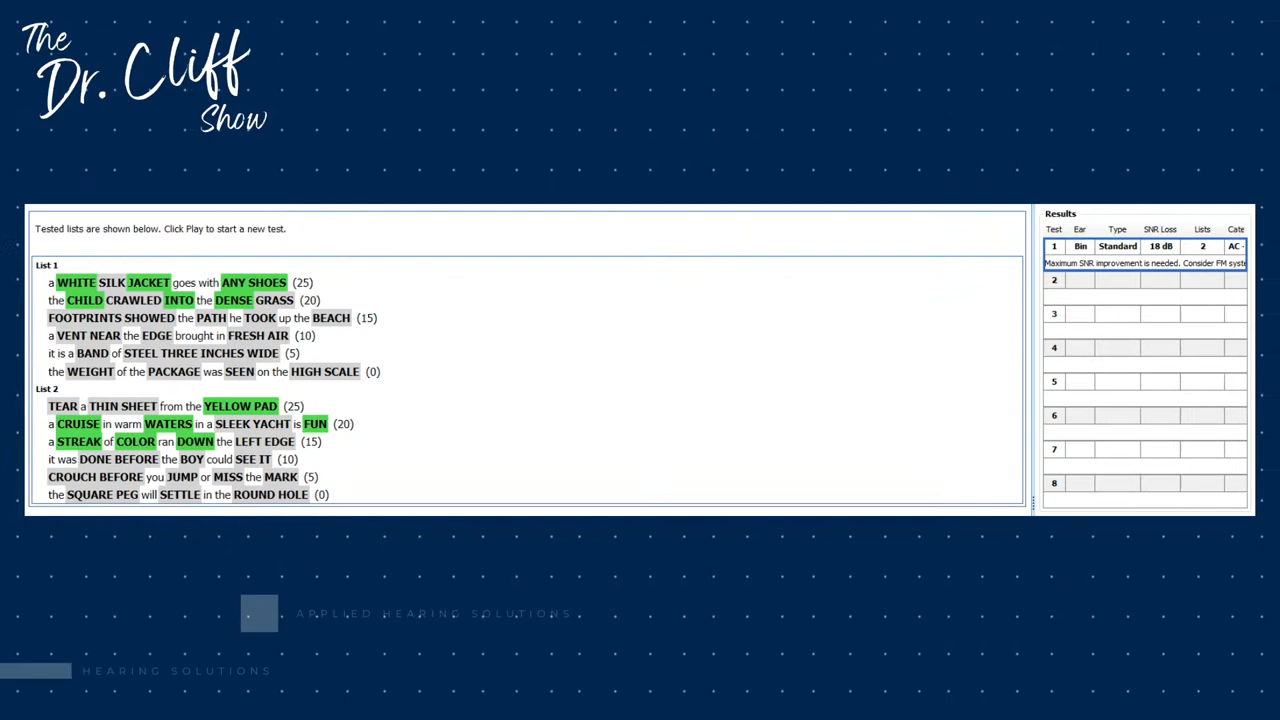 The
Dr. Cliff
Show
Tested lists are shown below. Click Play to start a new test.
List 1
a WHITE SILK JACKET goes with ANY SHOES (25)
the CHILD CRAWLED INTO the DENSE GRASS (20)
FOOTPRINTS SHOWED the PATH he TOOK up the BEACH (15)
a VENT NEAR the EDGE brought in FRESH AIR (10)
it is a BAND of STEEL THREE INCHES WIDE (5)
the WEIGHT of the PACKAGE was SEEN on the HIGH SCALE (0)
List 2
TEAR a THIN SHEET from the YELLOW PAD (25)
a CRUISE in warm WATERS in a SLEEK YACHT is FUN (20)
a STREAK of COLOR ran DOWN the LEFT EDGE (15)
it was DONE BEFORE the BOY could SEE IT (10)
CROUCH BEFORE you JUMP or MISS the MARK (5)
the SQUARE PEG will SETTLE in the ROUND HOLE (0)
Results
Test Ear Type SNR Loss Lists Cate
1 Bin Standard 18 dB 2 AC -
Maximum SNR improvement is needed. Consider FM syste
2
3
4
5
6
7
8
APPLIED HEARING SOLUTIONS
HEARING SOLUTIONS